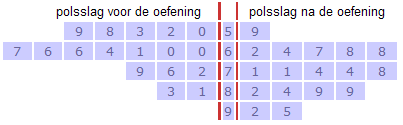 polsslag voor de oefening polsslag na de oefening
9 8 3 2 0 5 9
7 6 6 4 1 0 0 6 2 4 7 8 8
9 6 2 7 1 1 4 4 8
3 1 8 2 4 9 9
9 2 5